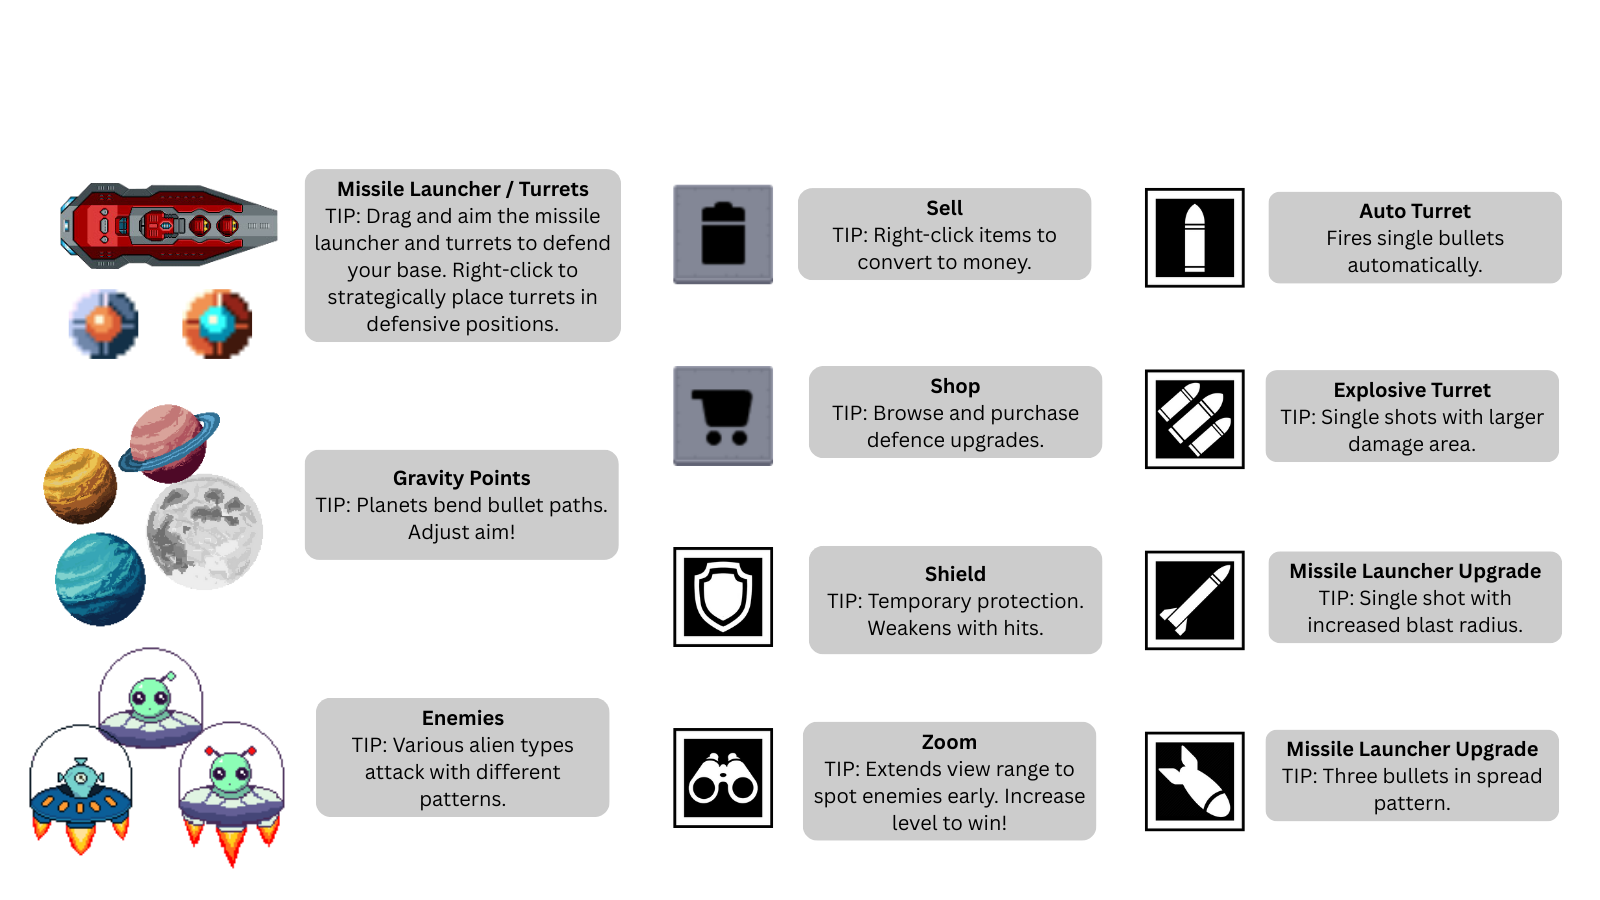 Missile Launcher / Turrets
TIP: Drag and aim the missile
launcher and turrets to defend
your base. Right-click to
strategically place turrets in
defensive positions.
Gravity Points
TIP: Planets bend bullet paths.
Adjust aim!
Enemies
TIP: Various alien types
attack with different
patterns.
Sell
TIP: Right-click items to
convert to money.
Shop
TIP: Browse and purchase
defence upgrades.
Shield
TIP: Temporary protection.
Weakens with hits.
Zoom
TIP: Extends view range to
spot enemies early. Increase
level to win!
Auto Turret
Fires single bullets
automatically.
Explosive Turret
TIP: Single shots with larger
damage area.
Missile Launcher Upgrade
TIP: Single shot with
increased blast radius.
Missile Launcher Upgrade
TIP: Three bullets in spread
pattern.